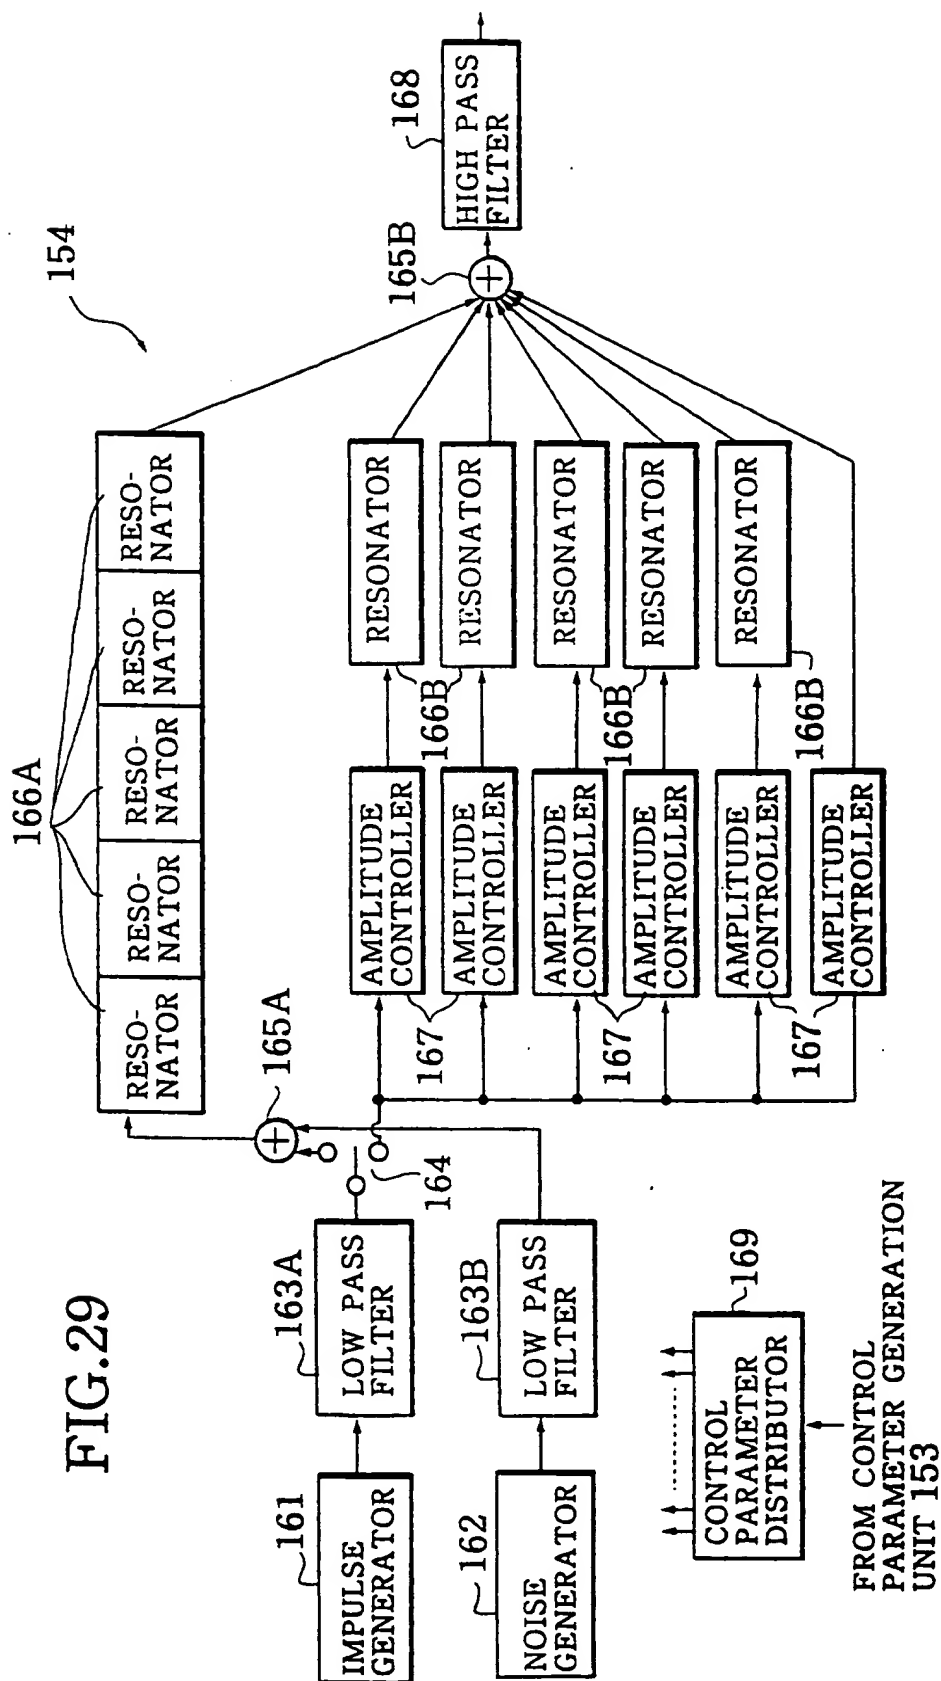 FIG.29
154
166A
RESO-
NATOR
RESO-
NATOR
RESO-
NATOR
RESO-
NATOR
RESO-
NATOR
161
IMPULSE
GENERATOR
163A
LOW PASS
FILTER
164
165A
+
162
NOISE
GENERATOR
163B
LOW PASS
FILTER
AMPLITUDE
CONTROLLER
RESONATOR
167
166B
AMPLITUDE
CONTROLLER
RESONATOR
AMPLITUDE
CONTROLLER
RESONATOR
167
166B
AMPLITUDE
CONTROLLER
RESONATOR
AMPLITUDE
CONTROLLER
RESONATOR
167
166B
AMPLITUDE
CONTROLLER
165B
+
168
HIGH PASS
FILTER
169
CONTROL
PARAMETER
DISTRIBUTOR
FROM CONTROL
PARAMETER GENERATION
UNIT 153